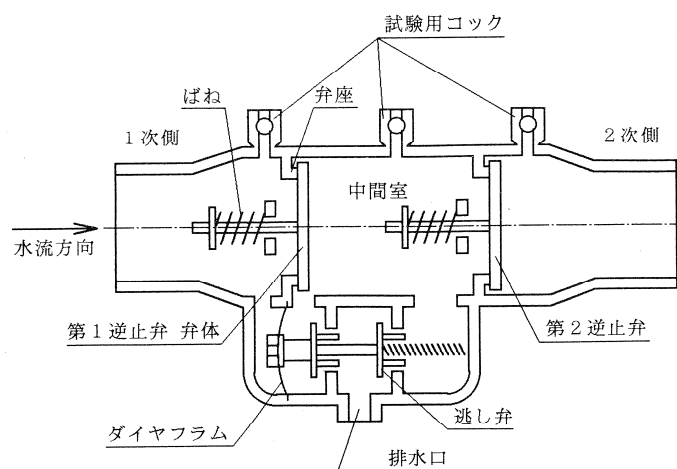 試験用コック
ばね
弁座
1次側
2次側
中間室
水流方向
第1逆止弁 弁体
第2逆止弁
ダイヤフラム
逃し弁
排水口